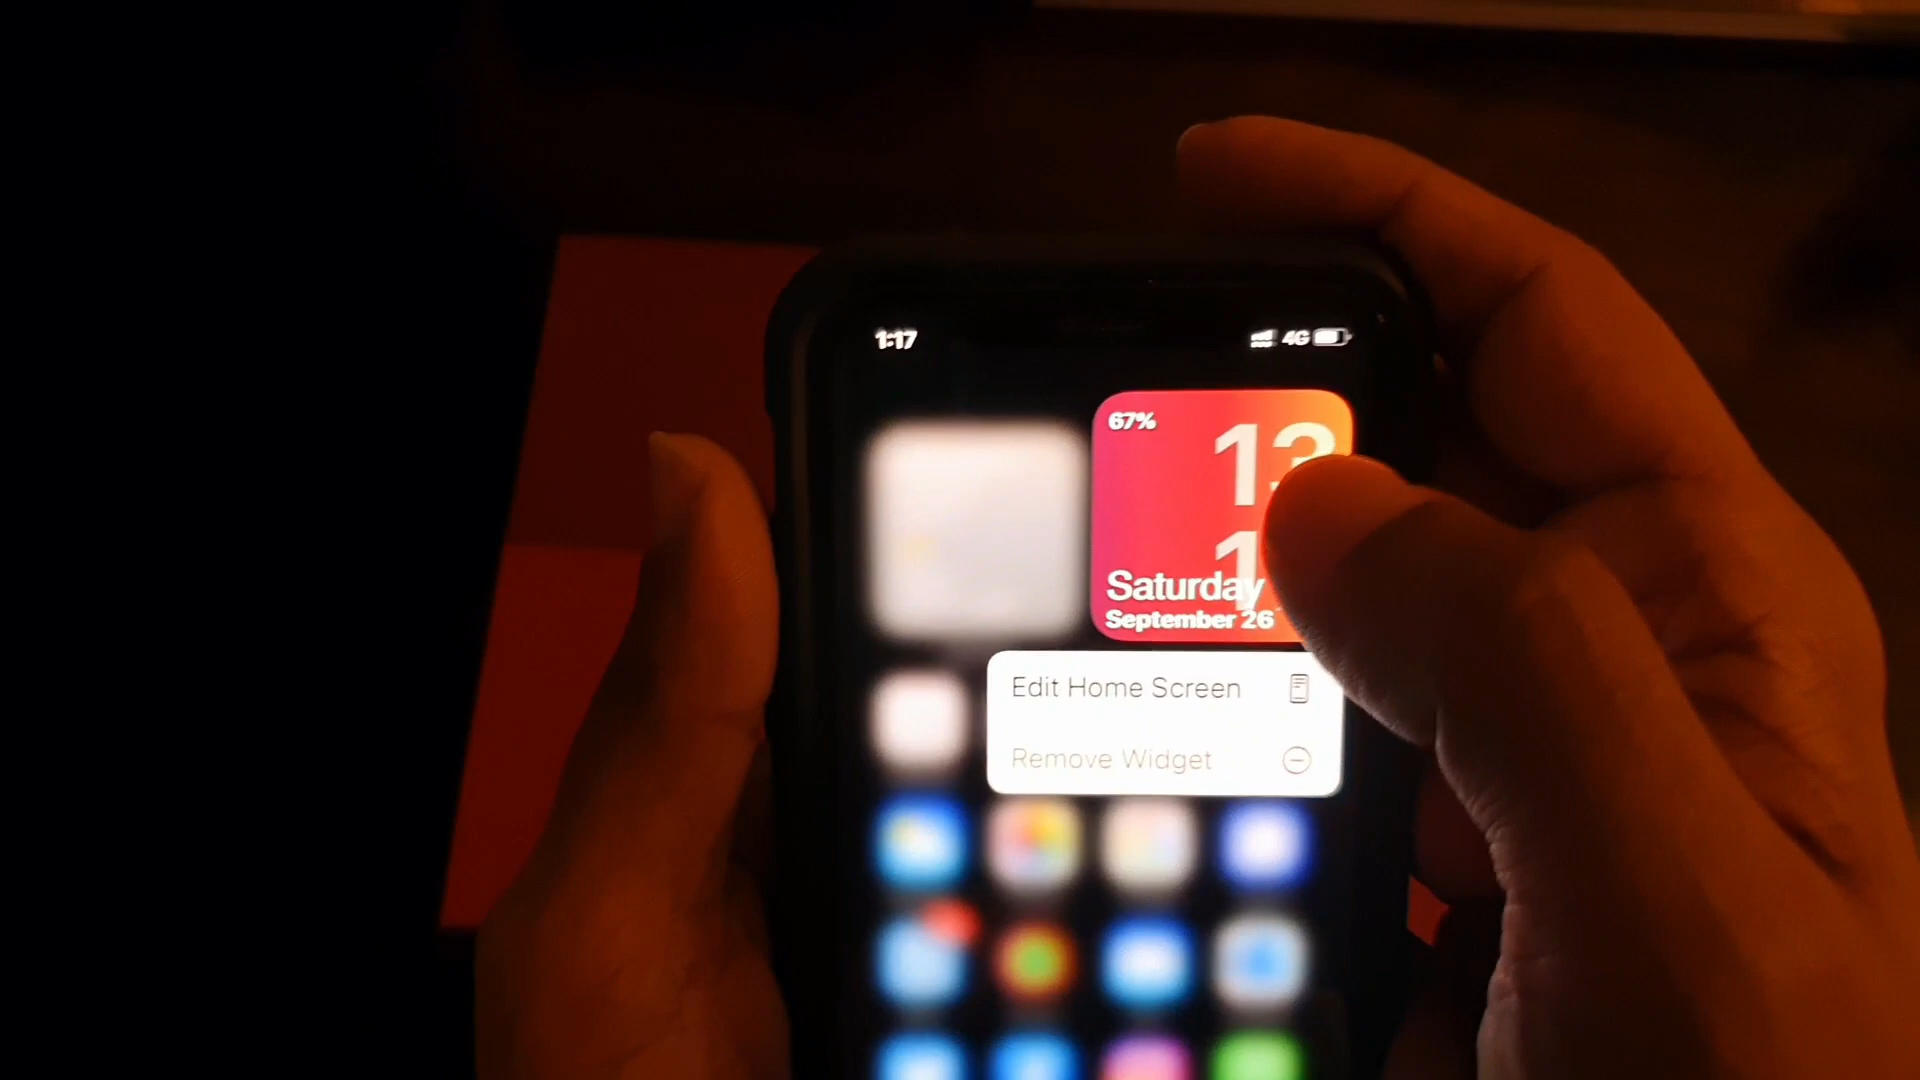 1:17
4G
67%
13
1
Saturday
September 26
Edit Home Screen
Remove Widget